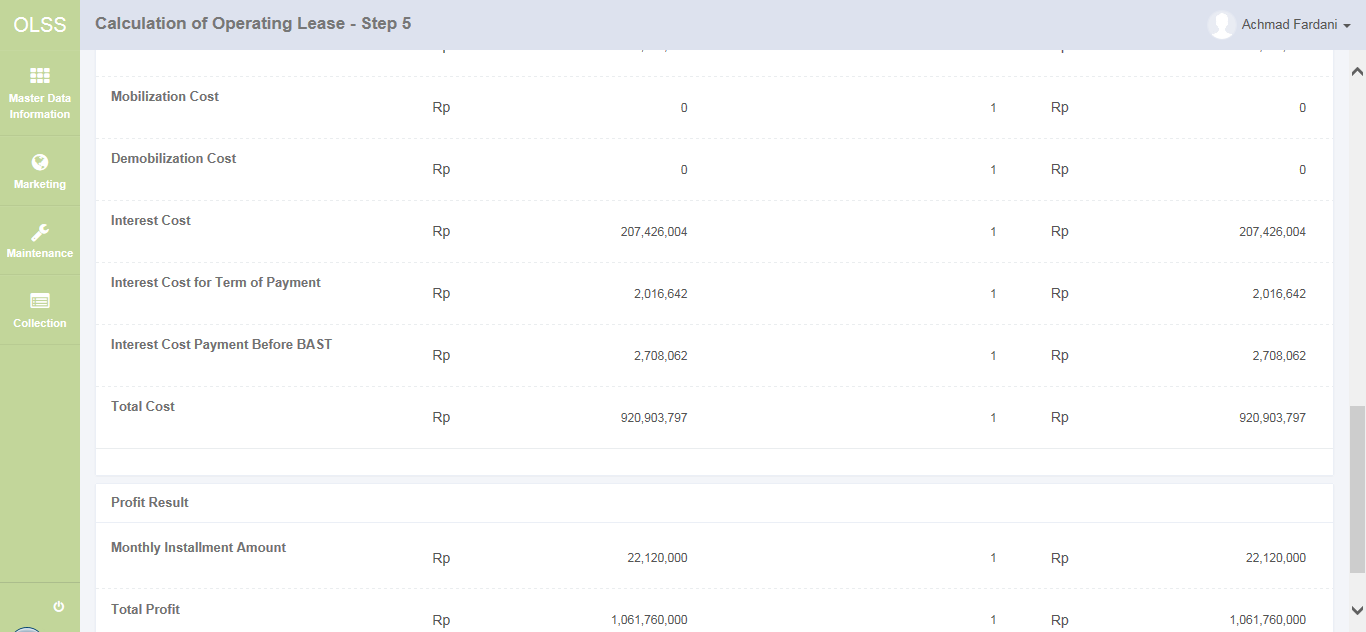 OLSS
Calculation of Operating Lease - Step 5
Achmad Fardani
Master Data
Information
Marketing
Maintenance
Collection
Mobilization Cost
Rp 0 1 Rp 0
Demobilization Cost
Rp 0 1 Rp 0
Interest Cost
Rp 207,426,004 1 Rp 207,426,004
Interest Cost for Term of Payment
Rp 2,016,642 1 Rp 2,016,642
Interest Cost Payment Before BAST
Rp 2,708,062 1 Rp 2,708,062
Total Cost
Rp 920,903,797 1 Rp 920,903,797
Profit Result
Monthly Installment Amount
Rp 22,120,000 1 Rp 22,120,000
Total Profit
Rp 1,061,760,000 1 Rp 1,061,760,000